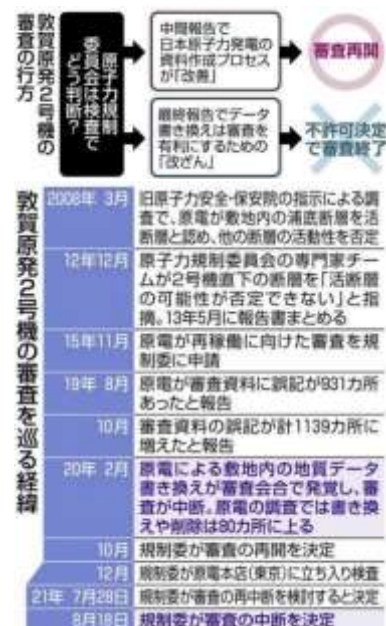 敦賀原発2号機の
審査の行方
原子力規制
委員会は検査で
どう判断?
中間報告で
日本原子力発電の
資料作成プロセス
が「改善」
審査再開
最終報告でデータ
書き換えは審査を
有利にするための
「改ざん」
不許可決定
で審査終了
敦賀原発2号機の審査を巡る経緯
2008年 3月
旧原子力安全・保安院の指示による調
査で、原電が敷地内の浦底断層を活
断層と認め、他の断層の活動性を否定
12年12月
原子力規制委員会の専門家チー
ムが2号機直下の断層を「活断層
の可能性が否定できない」と指
摘。13年5月に報告書まとめる
15年11月
原電が再稼働に向けた審査を規
制委に申請
19年 8月
原電が審査資料に誤記が931カ所
あったと報告
10月
審査資料の誤記が計1139カ所に
増えたと報告
20年 2月
原電による敷地内の地質データ
書き換えが審査会合で発覚し、審
査が中断。原電の調査では書き換
えや削除は80カ所に上る
10月
規制委が審査の再開を決定
12月
規制委が原電本店(東京)に立ち入り検査
21年 7月28日
規制委が審査の再中断を検討すると決定
8月18日
規制委が審査の中断を決定